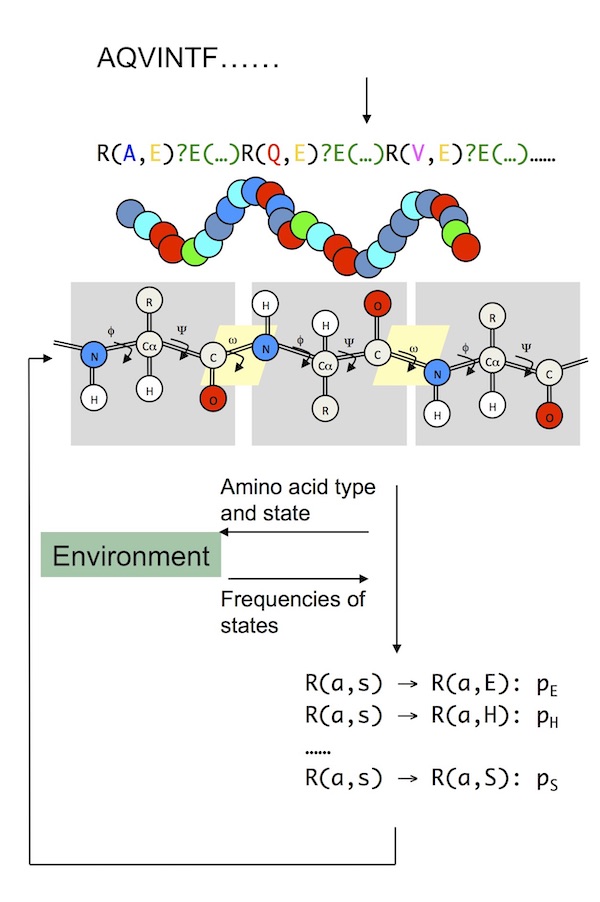 AQVINTF......
R(A,E)?E(…)R(Q,E)?E(…)R(V,E)?E(…)……
H O
R H R
ϕ Ψ ω N ϕ Ψ C ω ϕ Ψ
N Cα C Cα N Cα C
H H O R H H O
Amino acid type
and state
Environment
Frequencies of
states
R(a,s) → R(a,E): pE
R(a,s) → R(a,H): pH
……
R(a,s) → R(a,S): pS